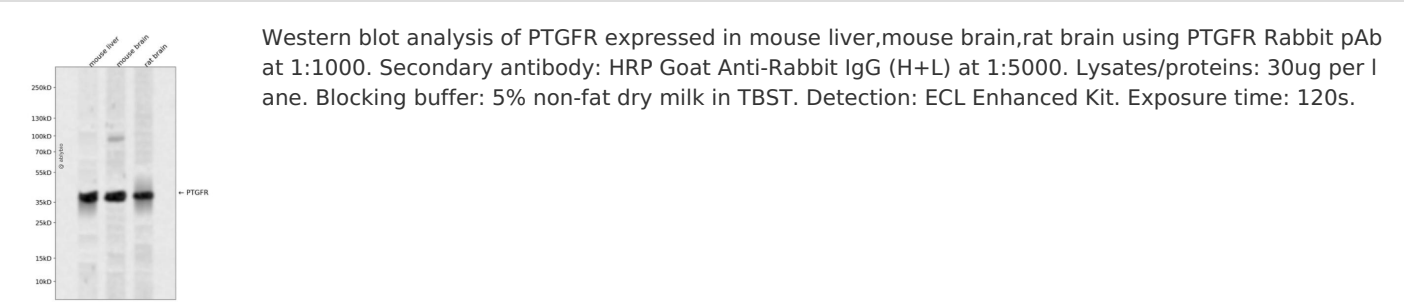 mouse liver
mouse brain
rat brain
250kD
130kD
100kD
70kD
55kD
35kD
25kD
15kD
10kD
← PTGFR
Western blot analysis of PTGFR expressed in mouse liver,mouse brain,rat brain using PTGFR Rabbit pAb
at 1:1000. Secondary antibody: HRP Goat Anti-Rabbit IgG (H+L) at 1:5000. Lysates/proteins: 30ug per l
ane. Blocking buffer: 5% non-fat dry milk in TBST. Detection: ECL Enhanced Kit. Exposure time: 120s.